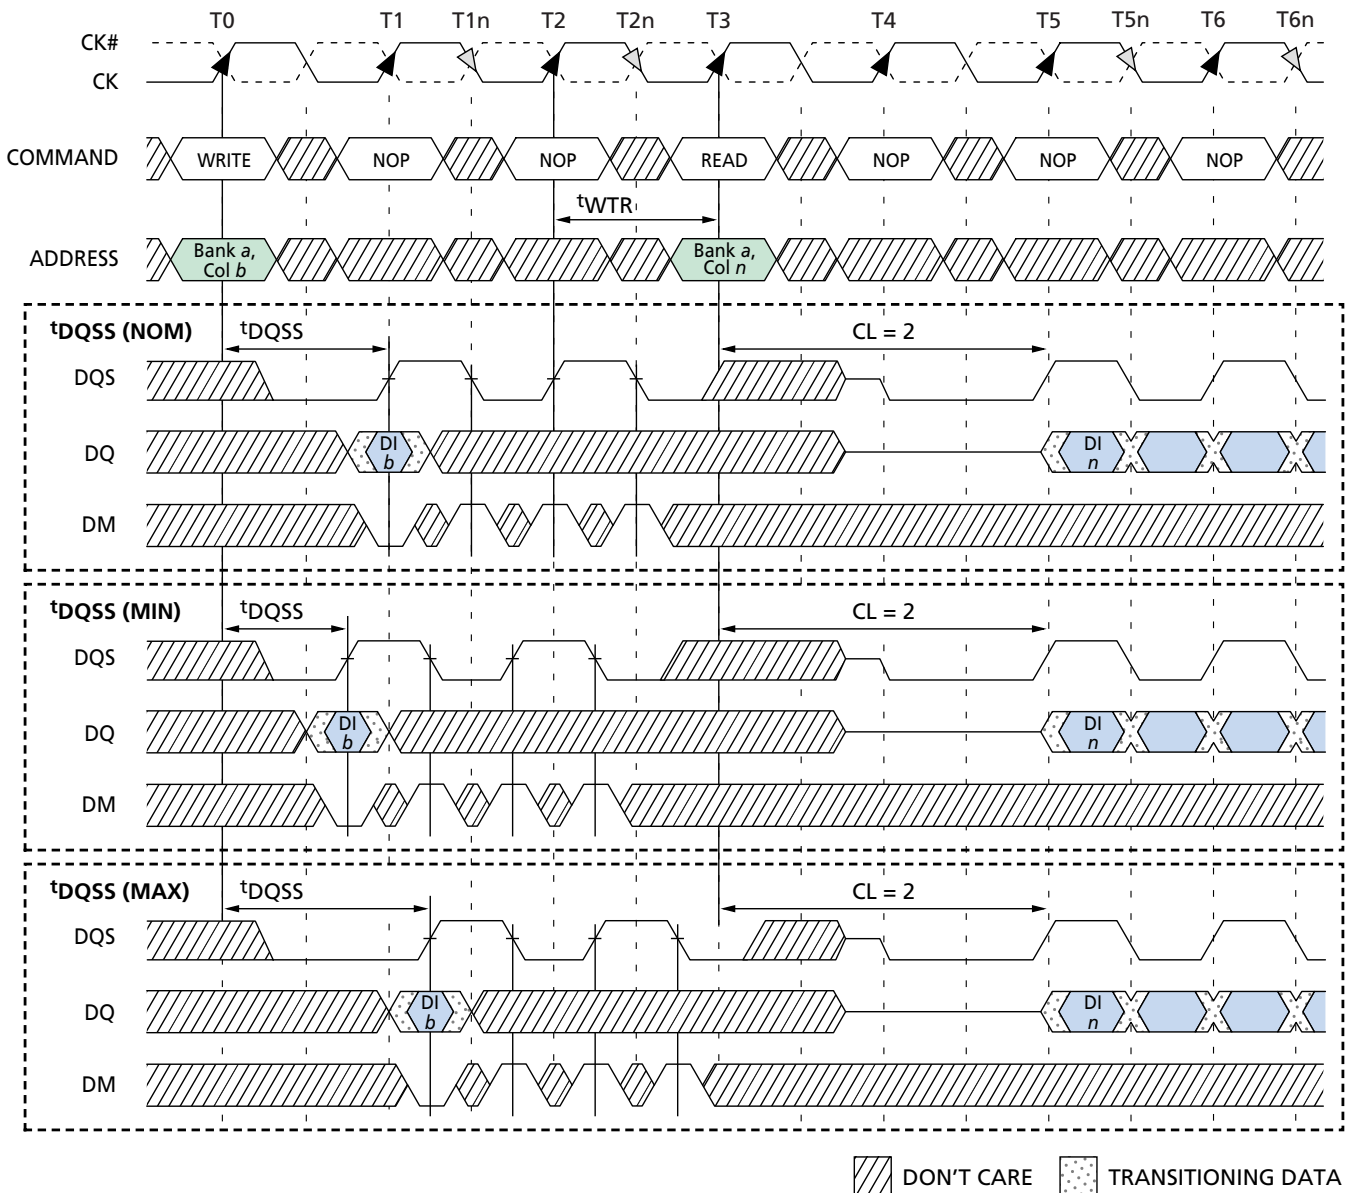 T0 T1 T1n T2 T2n T3 T4 T5 T5n T6 T6n
CK#
CK
COMMAND WRITE NOP NOP READ NOP NOP NOP
tWTR
ADDRESS Bank a, Col b Bank a, Col n
tDQSS (NOM) tDQSS CL = 2
DQS
DQ DI b DI n
DM
tDQSS (MIN) tDQSS CL = 2
DQS
DQ DI b DI n
DM
tDQSS (MAX) tDQSS CL = 2
DQS
DQ DI b DI n
DM
DON'T CARE TRANSITIONING DATA